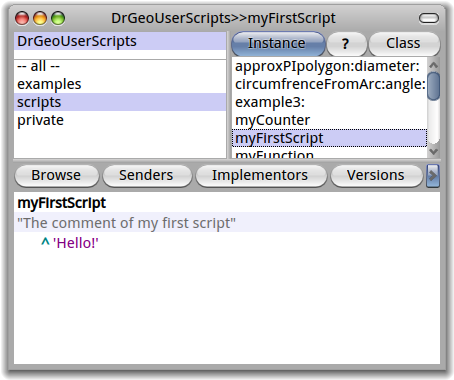 DrGeoUserScripts>>myFirstScript
DrGeoUserScripts
-- all --
examples
scripts
private
Instance ? Class
approxPIpolygon:diameter:
circumfrenceFromArc:angle:
example3:
myCounter
myFirstScript
myFunction
Browse Senders Implementors Versions
myFirstScript
"The comment of my first script"
^ 'Hello!'